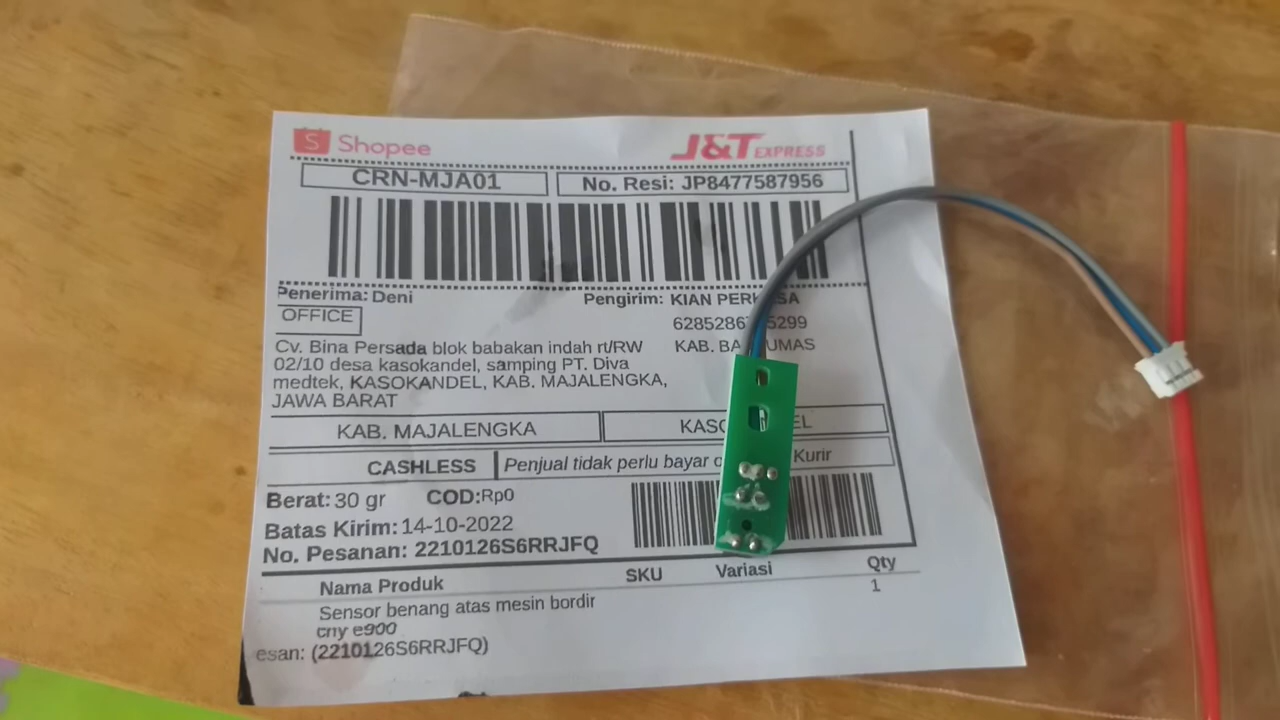 Shopee
J&T EXPRESS
CRN-MJA01
No. Resi: JP8477587956
Penerima: Deni
Pengirim: KIAN
OFFICE
5299
Cv. Bina Persada blok babakan indah rt/RW
KAB.
02/10 desa kasokandel, samping PT. Diva
medtek, KASOKANDEL, KAB. MAJALENGKA,
JAWA BARAT
KAB. MAJALENGKA
CASHLESS
Penjual tidak perlu bayar Kurir
Berat: 30 gr
COD:Rp0
Batas Kirim: 14-10-2022
No. Pesanan: 2210126S6RRJFQ
Nama Produk
SKU
Variasi
Qty
Sensor benang atas mesin bordir
1
cny e900
esan: (2210126S6RRJFQ)